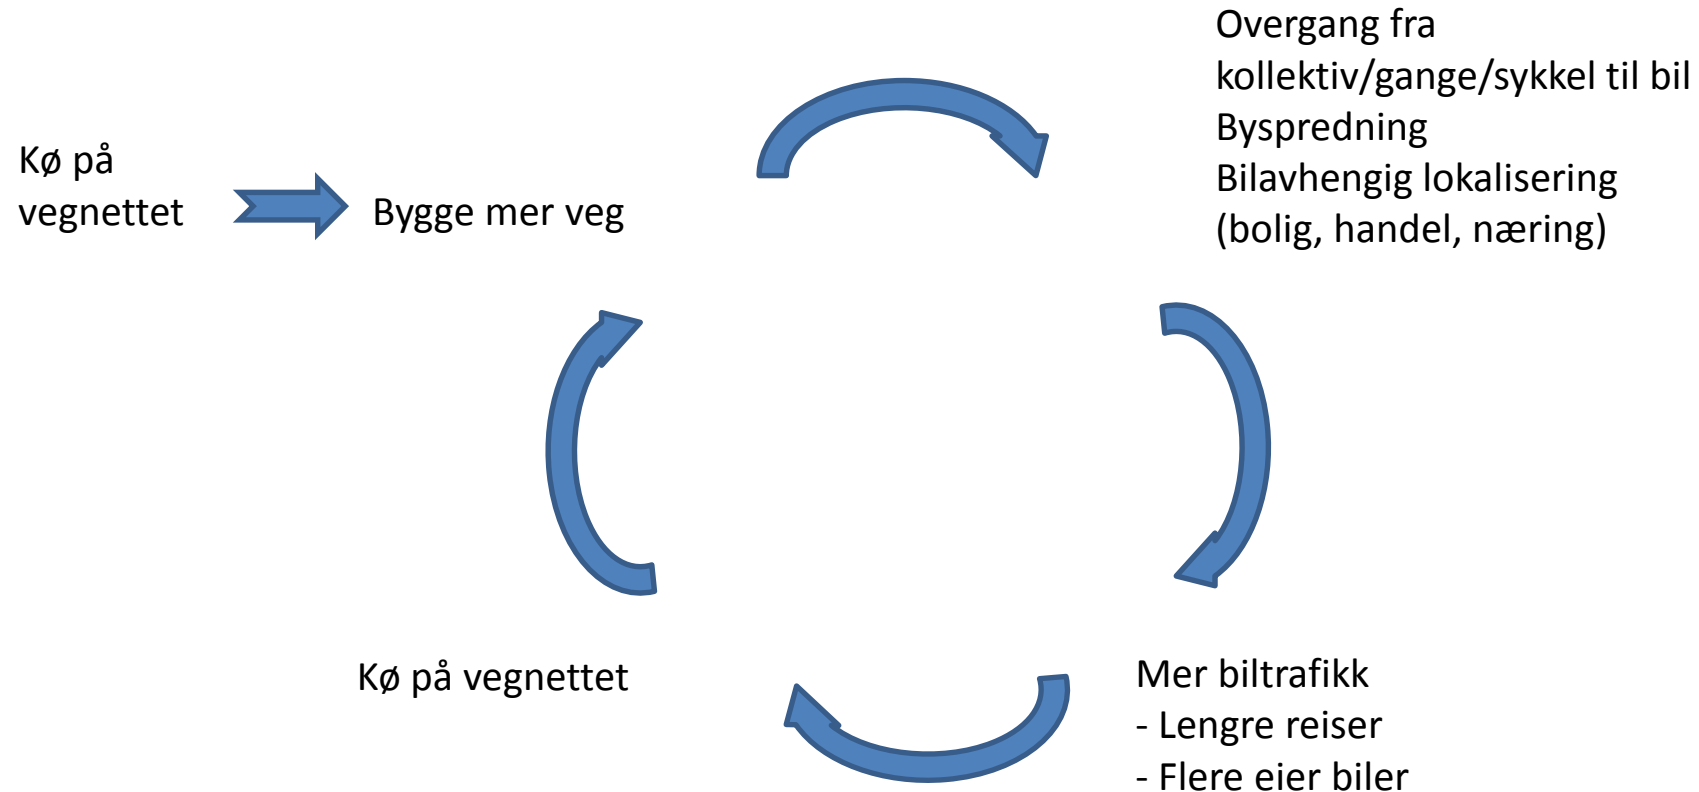 Kø på
vegnettet
Bygge mer veg
Overgang fra
kollektiv/gange/sykkel til bil
Byspredning
Bilavhengig lokalisering
(bolig, handel, næring)
Mer biltrafikk
- Lengre reiser
- Flere eier biler
Kø på vegnettet